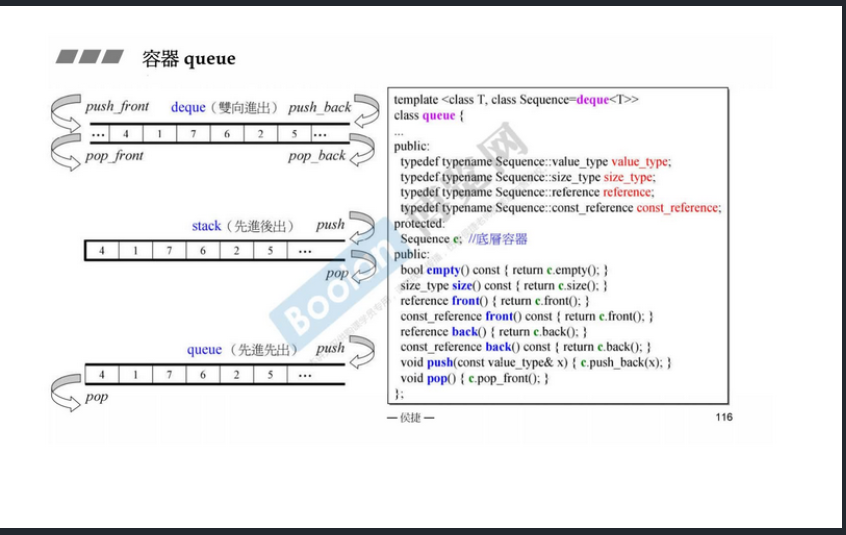 容器 queue
push_front deque（雙向進出） push_back
... 4 1 7 6 2 5 ...
pop_front pop_back
stack（先進後出） push
4 1 7 6 2 5 ...
pop
queue （先進先出） push
4 1 7 6 2 5 ...
pop
template <class T, class Sequence=deque<T>>
class queue {
...
public:
typedef typename Sequence::value_type value_type;
typedef typename Sequence::size_type size_type;
typedef typename Sequence::reference reference;
typedef typename Sequence::const_reference const_reference;
protected:
Sequence c; //底層容器
public:
bool empty() const { return c.empty(); }
size_type size() const { return c.size(); }
reference front() { return c.front(); }
const_reference front() const { return c.front(); }
reference back() { return c.back(); }
const_reference back() const { return c.back(); }
void push(const value_type& x) { c.push_back(x); }
void pop() { c.pop_front(); }
};
— 侯捷 —
116
Boolan